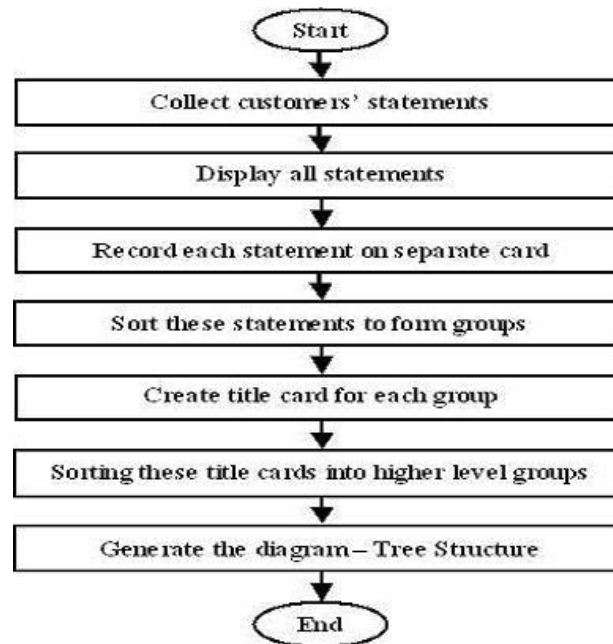 Start
Collect customers’ statements
Display all statements
Record each statement on separate card
Sort these statements to form groups
Create title card for each group
Sorting these title cards into higher level groups
Generate the diagram – Tree Structure
End